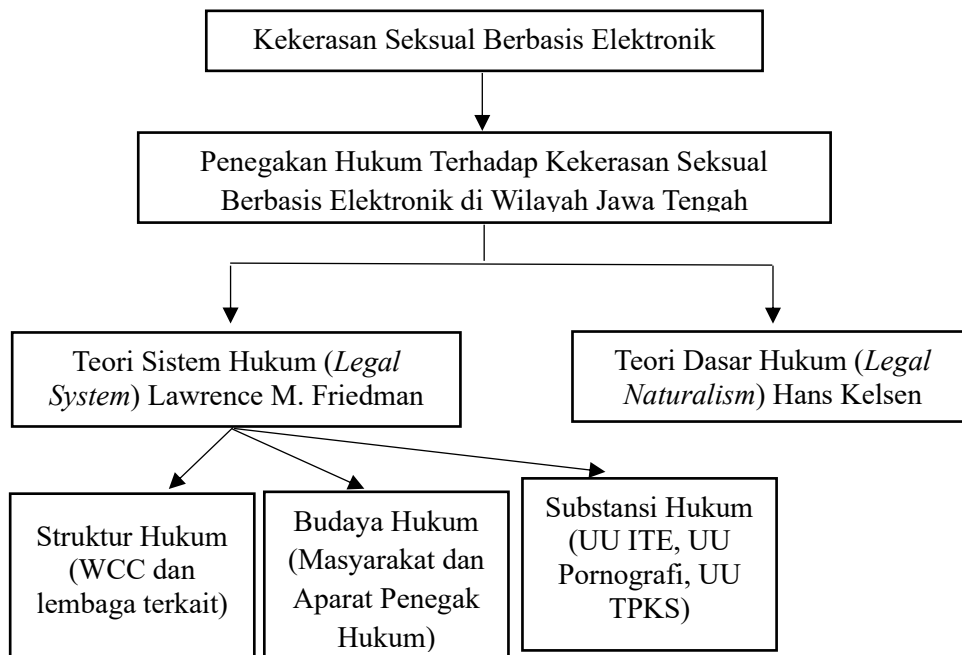 Kekerasan Seksual Berbasis Elektronik
Penegakan Hukum Terhadap Kekerasan Seksual
Berbasis Elektronik di Wilayah Jawa Tengah
Teori Sistem Hukum (Legal
System) Lawrence M. Friedman
Teori Dasar Hukum (Legal
Naturalism) Hans Kelsen
Struktur Hukum
(WCC dan
lembaga terkait)
Budaya Hukum
(Masyarakat dan
Aparat Penegak
Hukum)
Substansi Hukum
(UU ITE, UU
Pornografi, UU
TPKS)